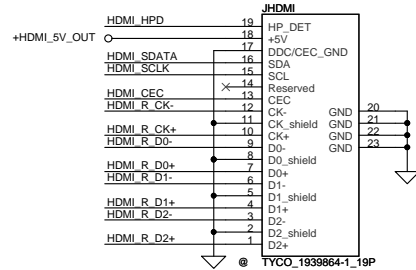 JHDMI
HDMI_HPD 19 HP_DET
+HDMI_5V_OUT 18 +5V
17 DDC/CEC_GND
HDMI_SDATA 16 SDA
HDMI_SCLK 15 SCL
14 Reserved
HDMI_CEC 13 CEC
HDMI_R_CK- 12 CK- GND 20
11 CK_shield GND 21
HDMI_R_CK+ 10 CK+ GND 22
HDMI_R_D0- 9 D0- GND 23
8 D0_shield
HDMI_R_D0+ 7 D0+
HDMI_R_D1- 6 D1-
5 D1_shield
HDMI_R_D1+ 4 D1+
HDMI_R_D2- 3 D2-
2 D2_shield
HDMI_R_D2+ 1 D2+
@ TYCO_1939864-1_19P